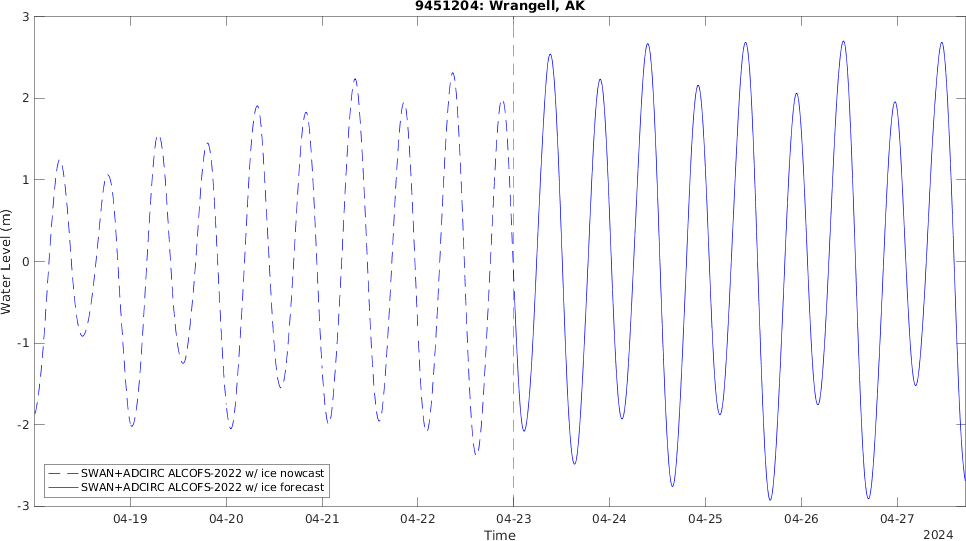 9451204: Wrangell, AK
3
2
1
0
-1
-2
-3
Water Level (m)
SWAN+ADCIRC ALCOFS-2022 w/ ice nowcast
SWAN+ADCIRC ALCOFS-2022 w/ ice forecast
04-19 04-20 04-21 04-22 04-23 04-24 04-25 04-26 04-27
Time
2024